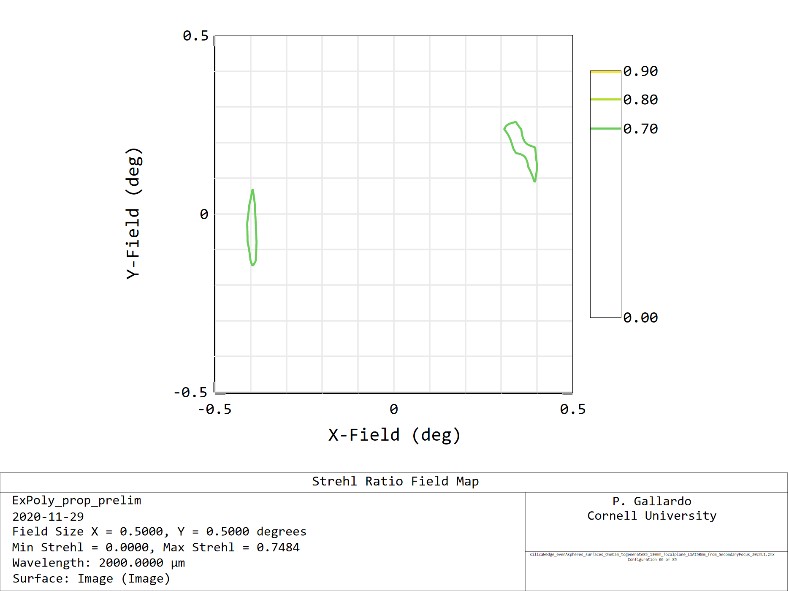 0.5
0
-0.5
Y-Field (deg)
-0.5
0
0.5
X-Field (deg)
0.90
0.80
0.70
0.00
Strehl Ratio Field Map
ExPoly_prop_prelim
2020-11-29
Field Size X = 0.5000, Y = 0.5000 degrees
Min Strehl = 0.0000, Max Strehl = 0.7484
Wavelength: 2000.0000 µm
Surface: Image (Image)
P. Gallardo
Cornell University